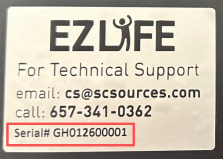 EZLIFE
For Technical Support
email: cs@scsources.com
call: 657-341-0362
Serial# GH012600001